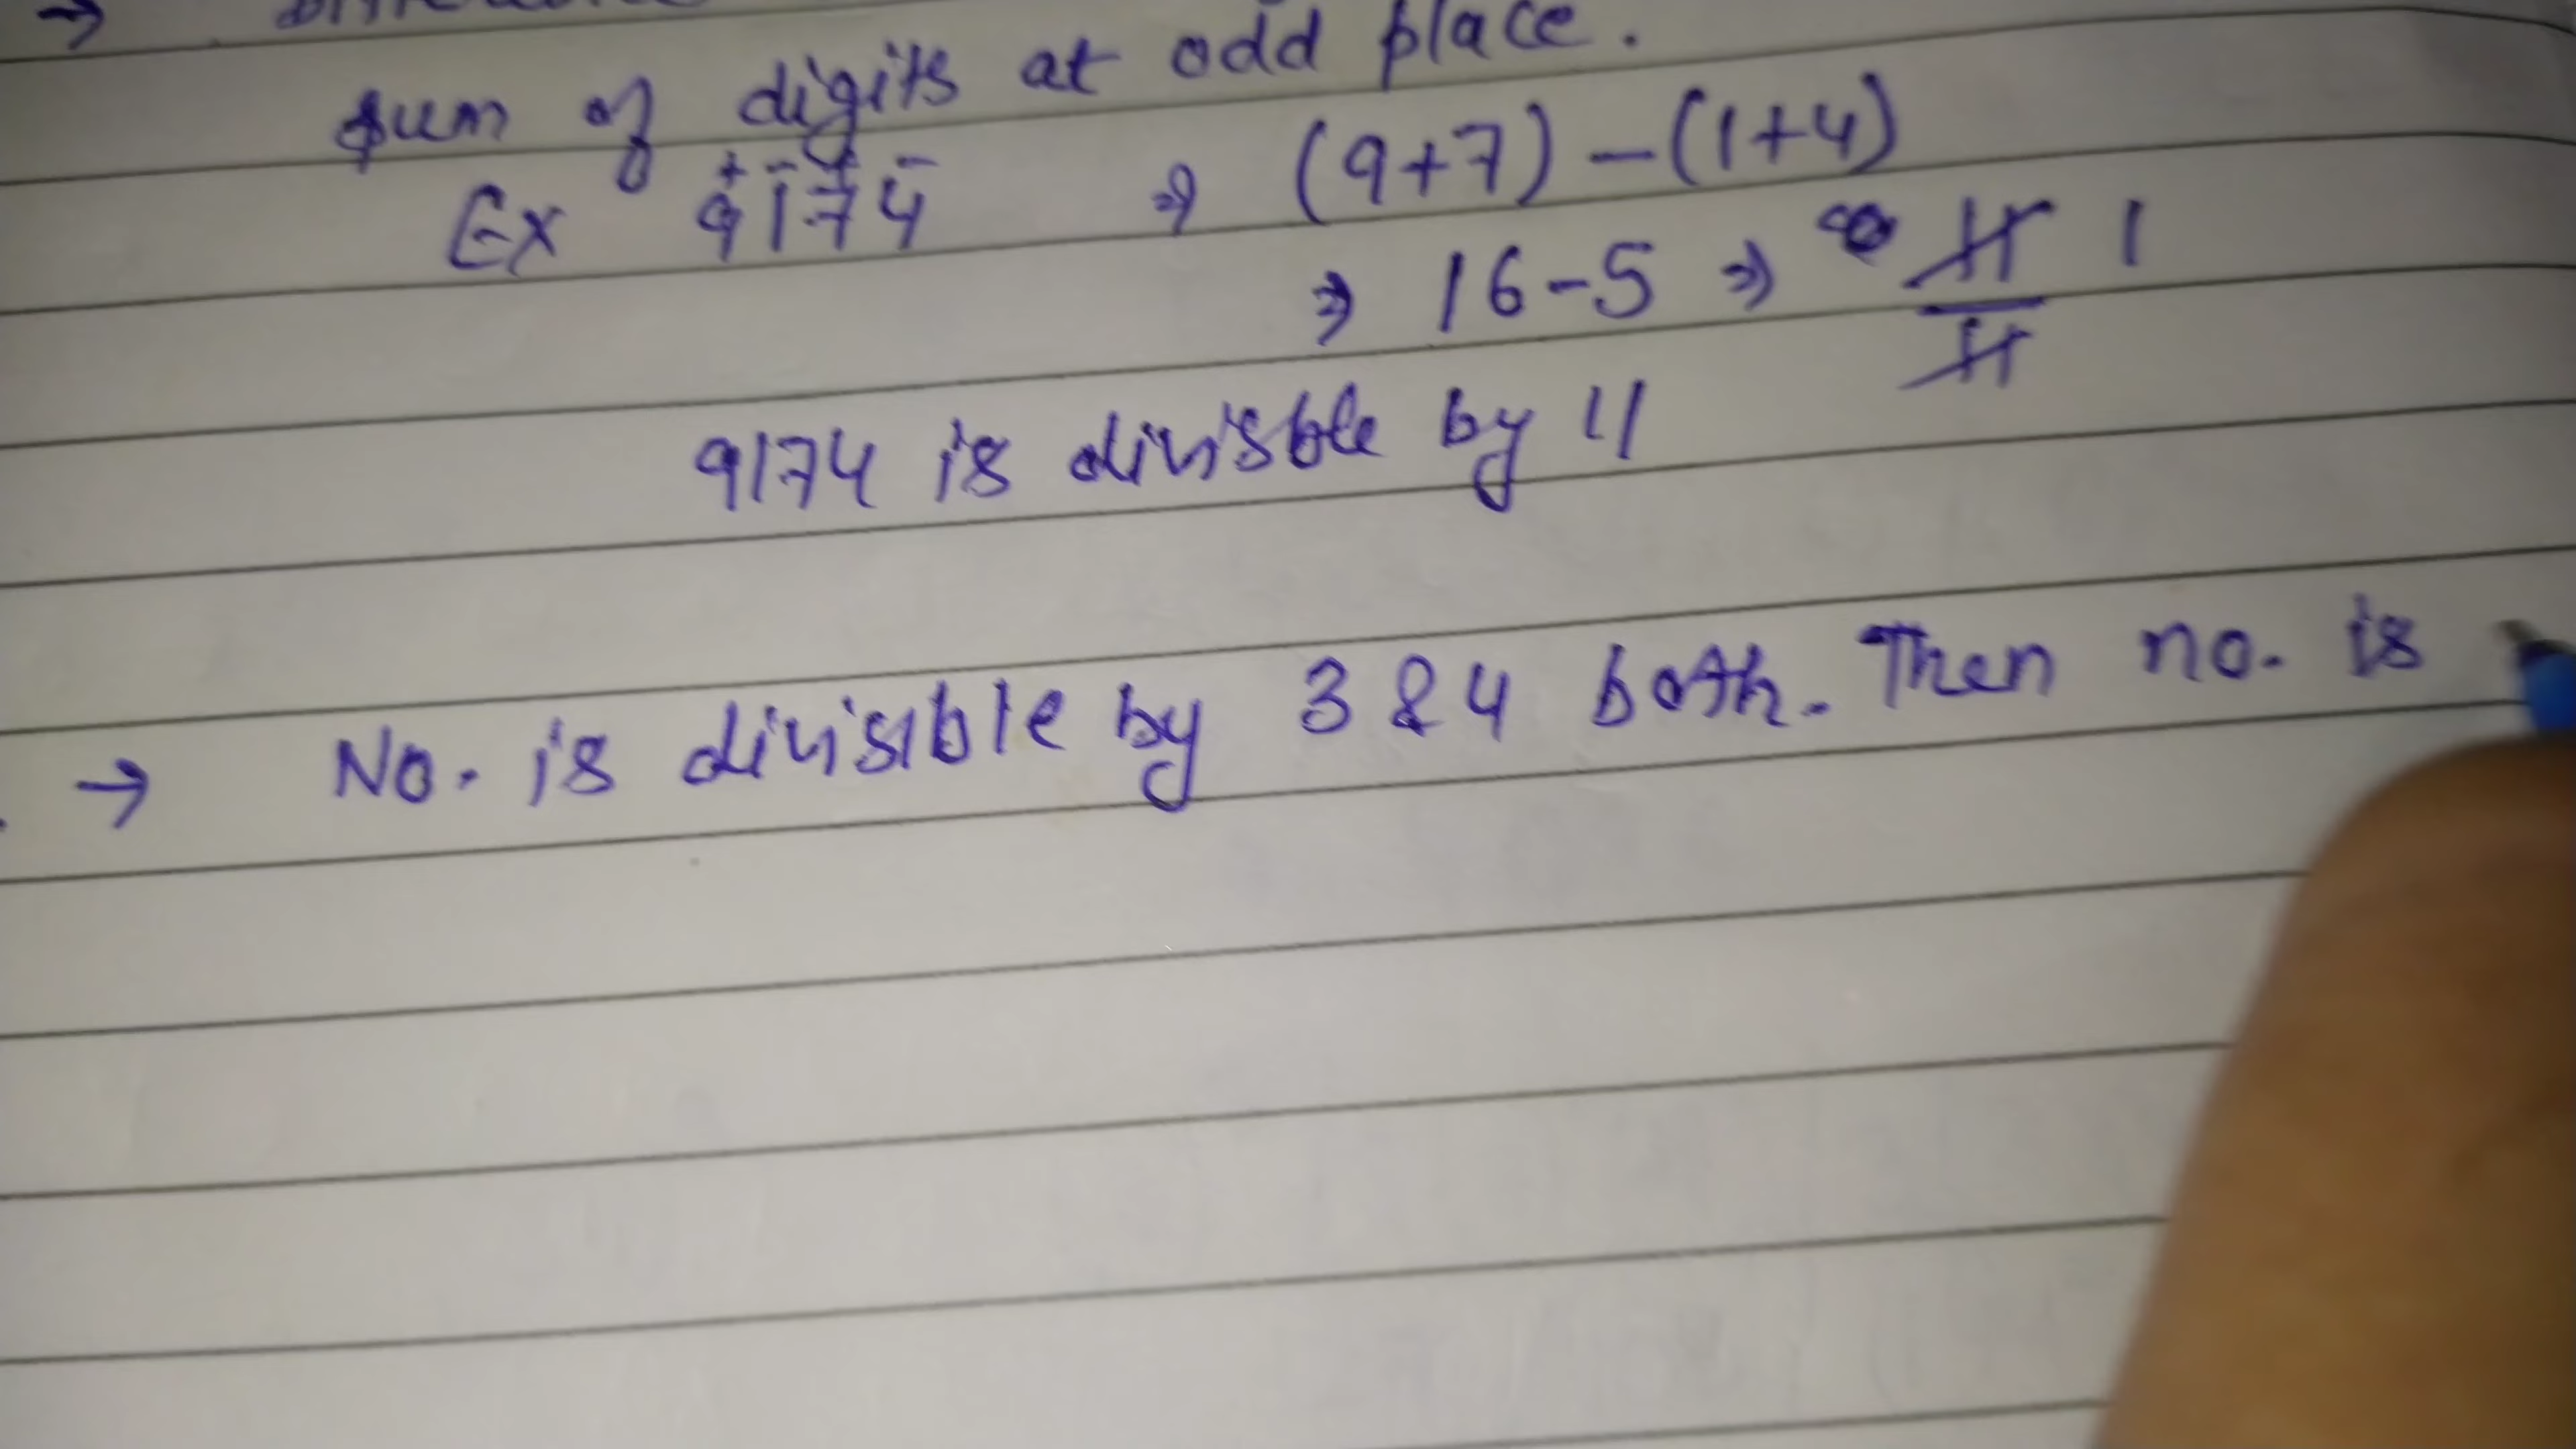 →
sum of digits at odd place.
Ex 9174 ⇒ (9+7)-(1+4)
+ - + -
⇒ 16-5 ⇒ 11/11 1
9174 is divisble by 11
→ No. is divisible by 3 & 4 both. Then no. is